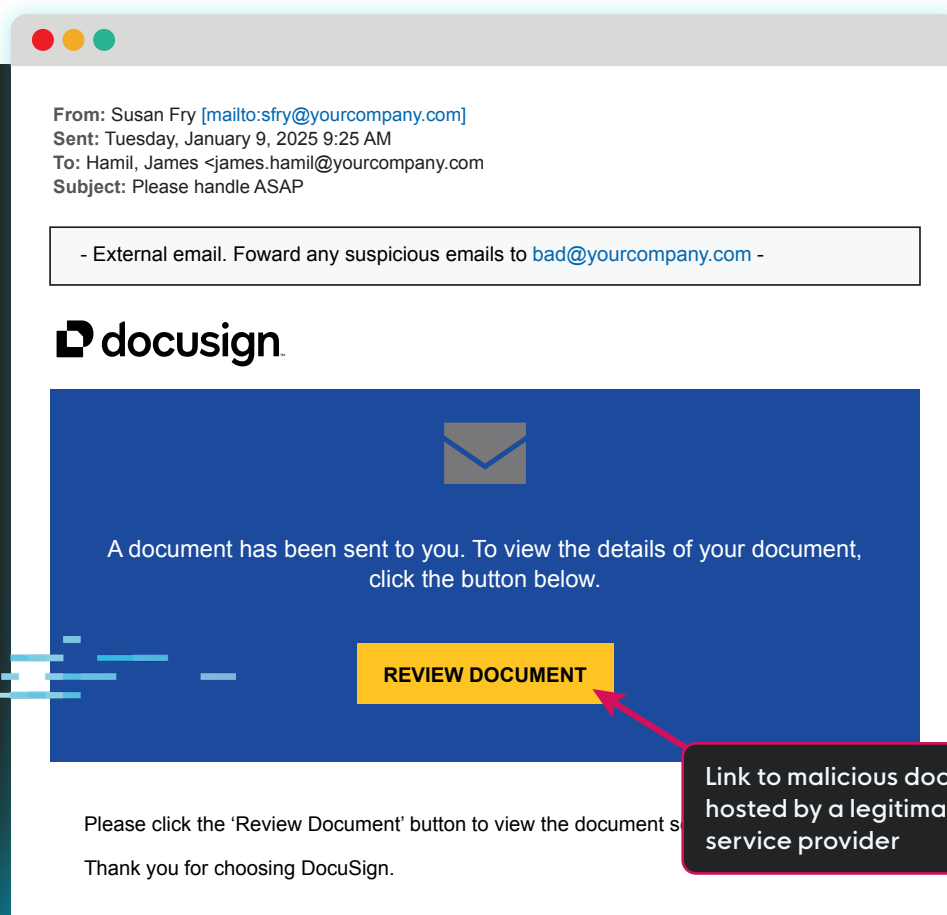 From: Susan Fry [mailto:sfry@yourcompany.com]
Sent: Tuesday, January 9, 2025 9:25 AM
To: Hamil, James <james.hamil@yourcompany.com
Subject: Please handle ASAP
- External email. Foward any suspicious emails to bad@yourcompany.com -
docusign
A document has been sent to you. To view the details of your document,
click the button below.
REVIEW DOCUMENT
Link to malicious doc
hosted by a legitima
service provider
Please click the ‘Review Document’ button to view the document s
Thank you for choosing DocuSign.